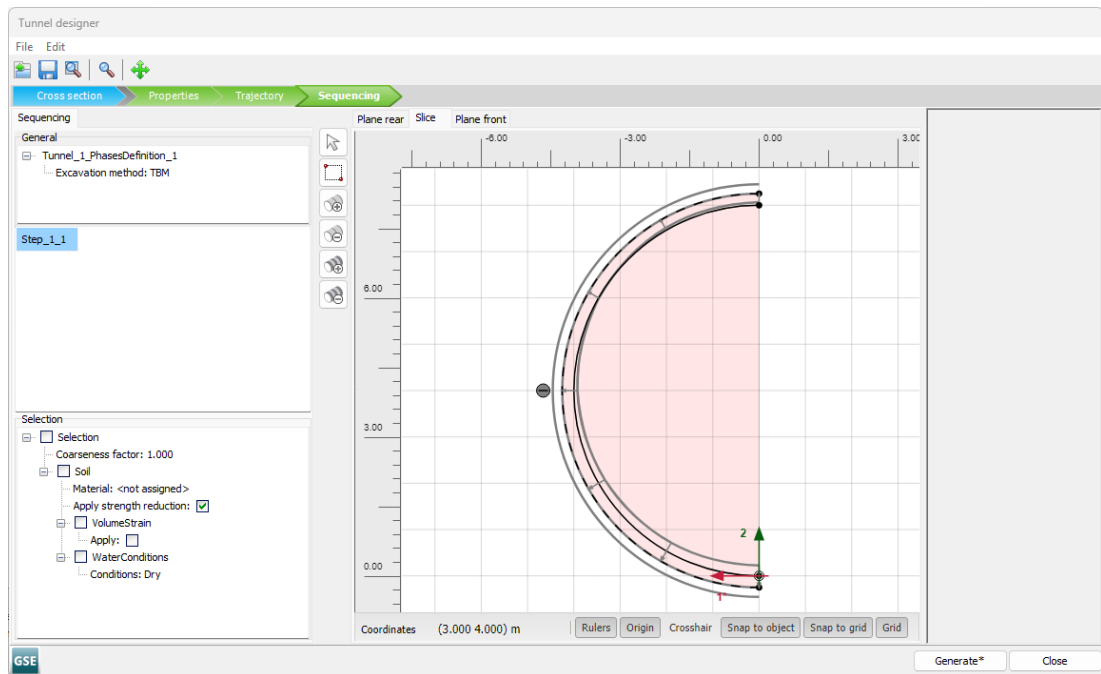 Tunnel designer
File Edit
Cross section Properties Trajectory Sequencing
Sequencing
General
Tunnel_1_PhasesDefinition_1
Excavation method: TBM
Step_1_1
Selection
Selection
Coarseness factor: 1.000
Soil
Material: <not assigned>
Apply strength reduction:
VolumeStrain
Apply:
WaterConditions
Conditions: Dry
Plane rear Slice Plane front
-6.00 -3.00 0.00 3.00
6.00
3.00
0.00
2
1
Coordinates (3.000 4.000) m Rulers Origin Crosshair Snap to object Snap to grid Grid
GSE Generate* Close